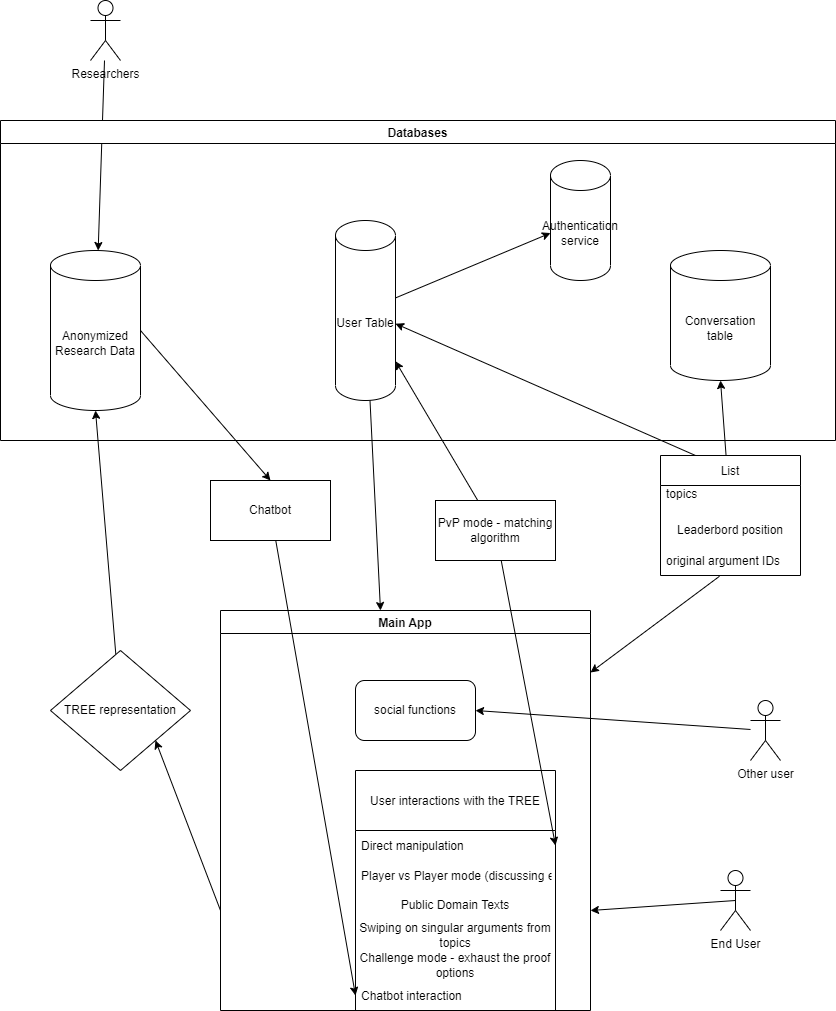 Researchers
Databases
Authentication
service
User Table
Conversation
table
Anonymized
Research Data
List
topics
Leaderbord position
original argument IDs
Chatbot
PvP mode - matching
algorithm
Main App
TREE representation
social functions
Other user
User interactions with the TREE
Direct manipulation
Player vs Player mode (discussing
Public Domain Texts
Swiping on singular arguments from
topics
Challenge mode - exhaust the proof
options
Chatbot interaction
End User